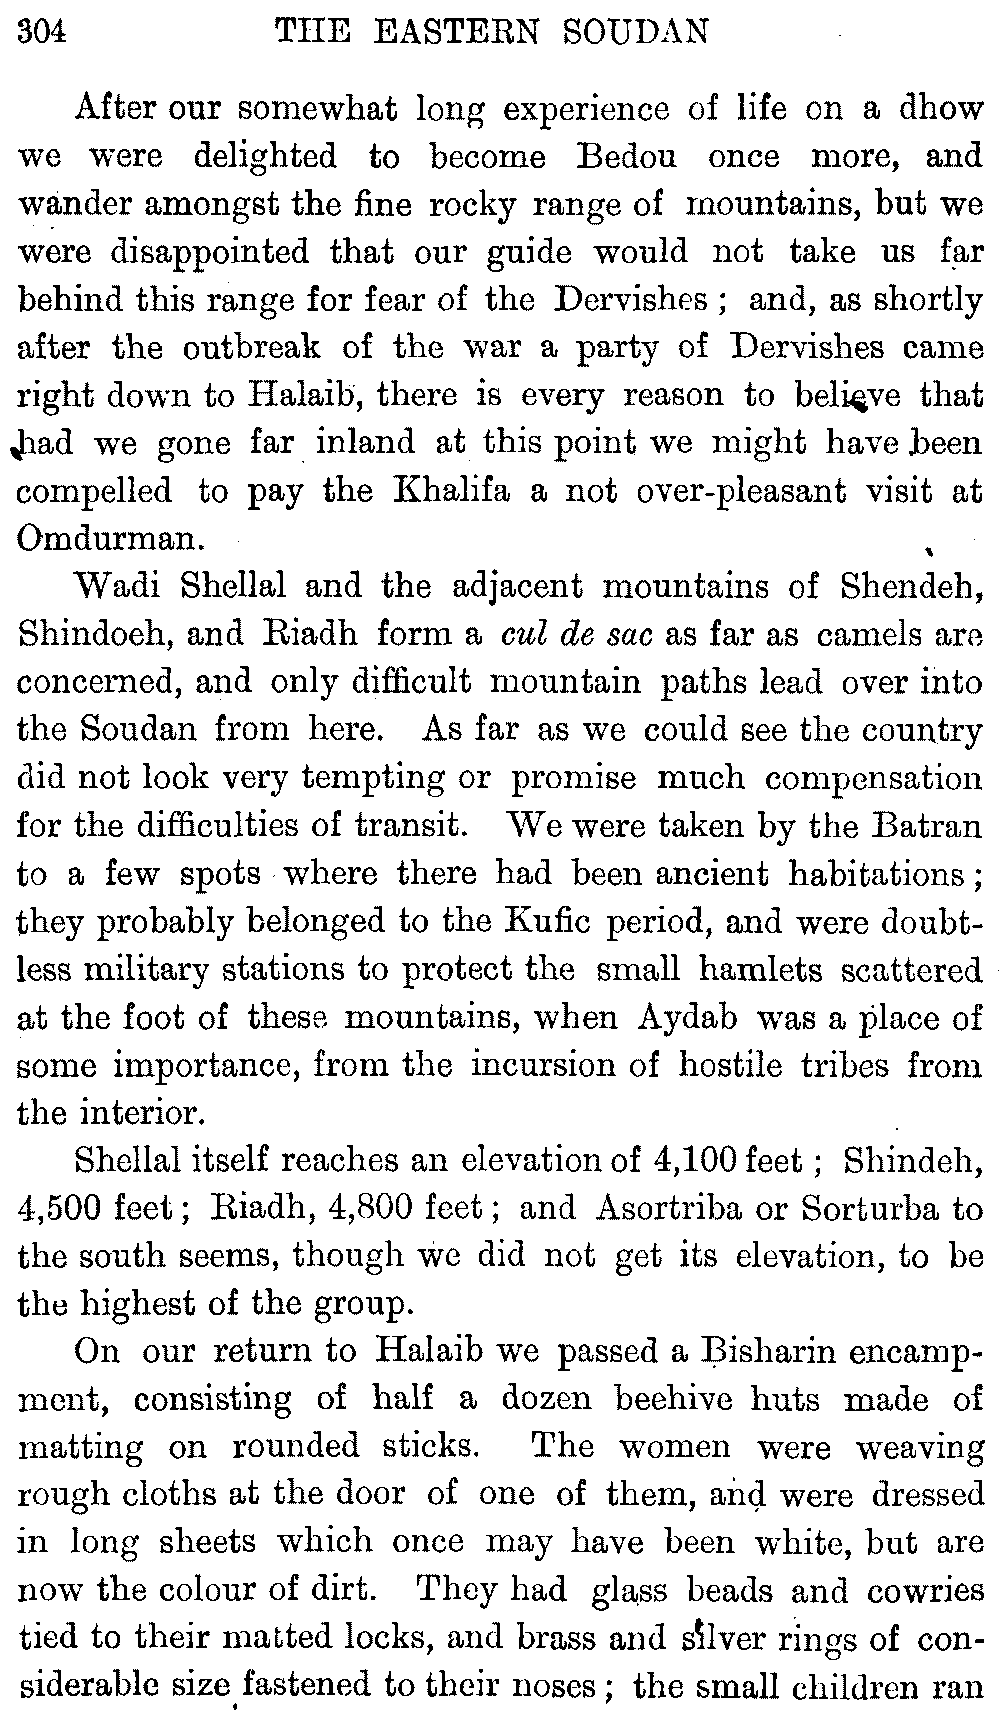 304 THE EASTERN SOUDAN
After our somewhat long experience of life on a dhow
we were delighted to become Bedou once more, and
wander amongst the fine rocky range of mountains, but we
were disappointed that our guide would not take us far
behind this range for fear of the Dervishes ; and, as shortly
after the outbreak of the war a party of Dervishes came
right down to Halaib, there is every reason to believe that
had we gone far inland at this point we might have been
compelled to pay the Khalifa a not over-pleasant visit at
Omdurman.
Wadi Shellal and the adjacent mountains of Shendeh,
Shindoeh, and Riadh form a cul de sac as far as camels are
concerned, and only difficult mountain paths lead over into
the Soudan from here. As far as we could see the country
did not look very tempting or promise much compensation
for the difficulties of transit. We were taken by the Batran
to a few spots where there had been ancient habitations ;
they probably belonged to the Kufic period, and were doubt-
less military stations to protect the small hamlets scattered
at the foot of these mountains, when Aydab was a place of
some importance, from the incursion of hostile tribes from
the interior.
Shellal itself reaches an elevation of 4,100 feet ; Shindeh,
4,500 feet ; Riadh, 4,800 feet ; and Asortriba or Sorturba to
the south seems, though we did not get its elevation, to be
the highest of the group.
On our return to Halaib we passed a Bisharin encamp-
ment, consisting of half a dozen beehive huts made of
matting on rounded sticks. The women were weaving
rough cloths at the door of one of them, and were dressed
in long sheets which once may have been white, but are
now the colour of dirt. They had glass beads and cowries
tied to their matted locks, and brass and silver rings of con-
siderable size fastened to their noses ; the small children ran